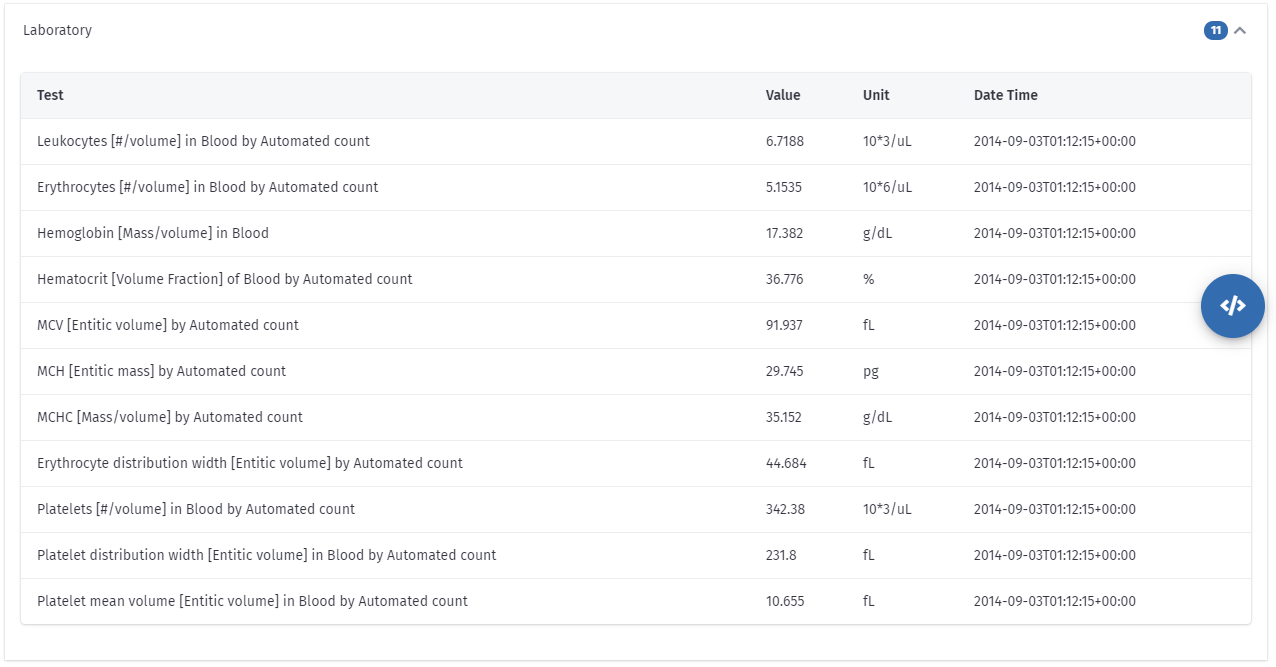 Laboratory 11
Test Value Unit Date Time
Leukocytes [#/volume] in Blood by Automated count 6.7188 10*3/uL 2014-09-03T01:12:15+00:00
Erythrocytes [#/volume] in Blood by Automated count 5.1535 10*6/uL 2014-09-03T01:12:15+00:00
Hemoglobin [Mass/volume] in Blood 17.382 g/dL 2014-09-03T01:12:15+00:00
Hematocrit [Volume Fraction] of Blood by Automated count 36.776 % 2014-09-03T01:12:15+00:00
MCV [Entitic volume] by Automated count 91.937 fL 2014-09-03T01:12:15+00:00
MCH [Entitic mass] by Automated count 29.745 pg 2014-09-03T01:12:15+00:00
MCHC [Mass/volume] by Automated count 35.152 g/dL 2014-09-03T01:12:15+00:00
Erythrocyte distribution width [Entitic volume] by Automated count 44.684 fL 2014-09-03T01:12:15+00:00
Platelets [#/volume] in Blood by Automated count 342.38 10*3/uL 2014-09-03T01:12:15+00:00
Platelet distribution width [Entitic volume] in Blood by Automated count 231.8 fL 2014-09-03T01:12:15+00:00
Platelet mean volume [Entitic volume] in Blood by Automated count 10.655 fL 2014-09-03T01:12:15+00:00